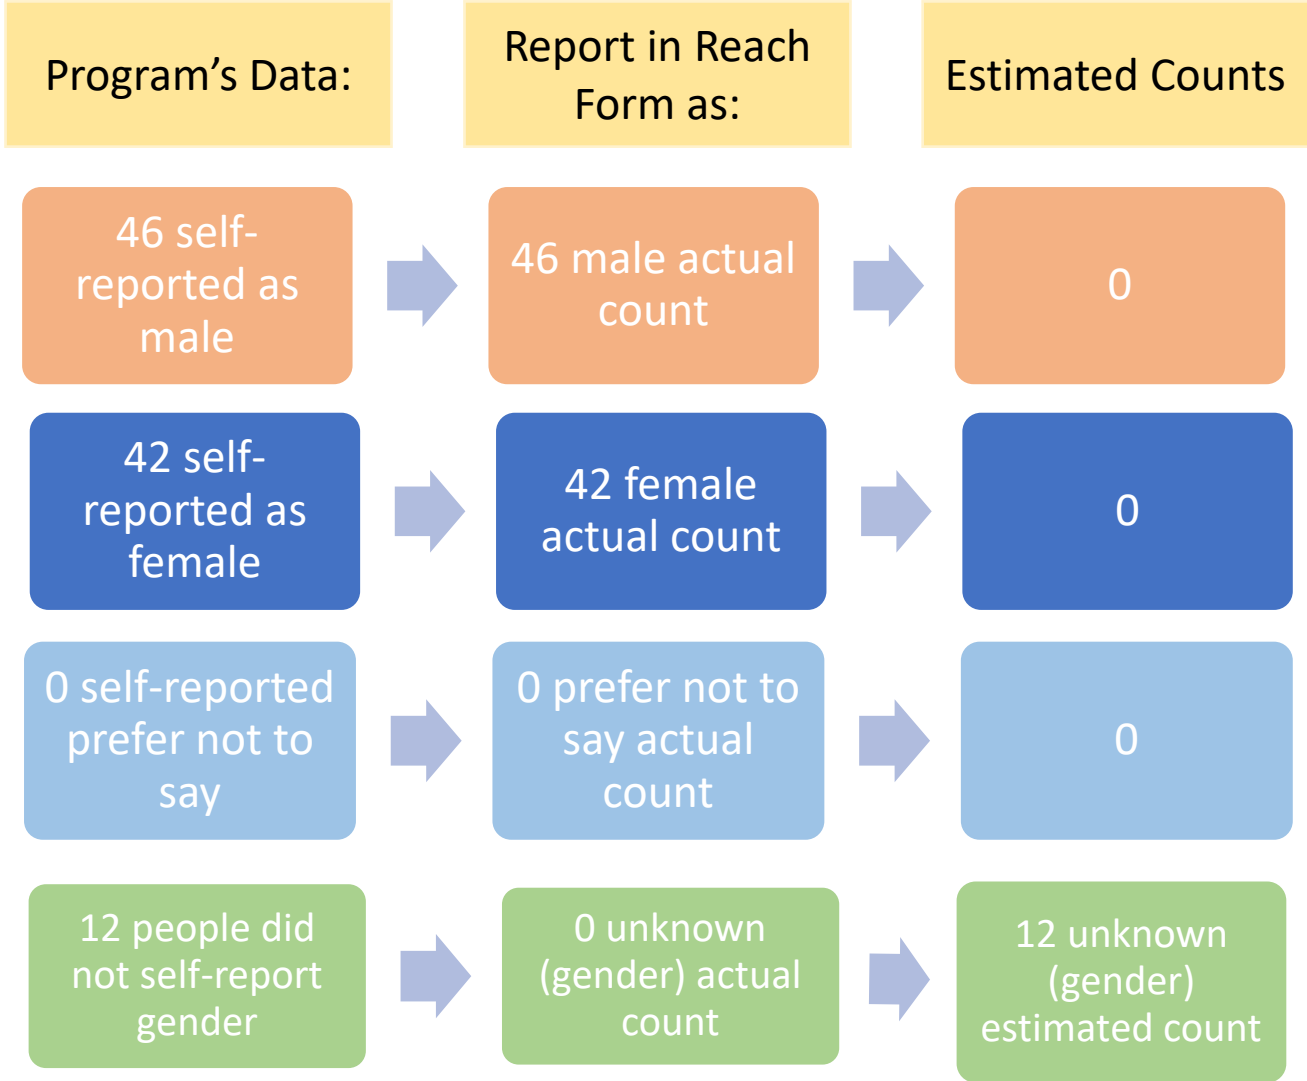 Program’s Data:
Report in Reach
Form as:
Estimated Counts
46 self-
reported as
male
46 male actual
count
0
42 self-
reported as
female
42 female
actual count
0
0 self-reported
prefer not to
say
0 prefer not to
say actual
count
0
12 people did
not self-report
gender
0 unknown
(gender) actual
count
12 unknown
(gender)
estimated count